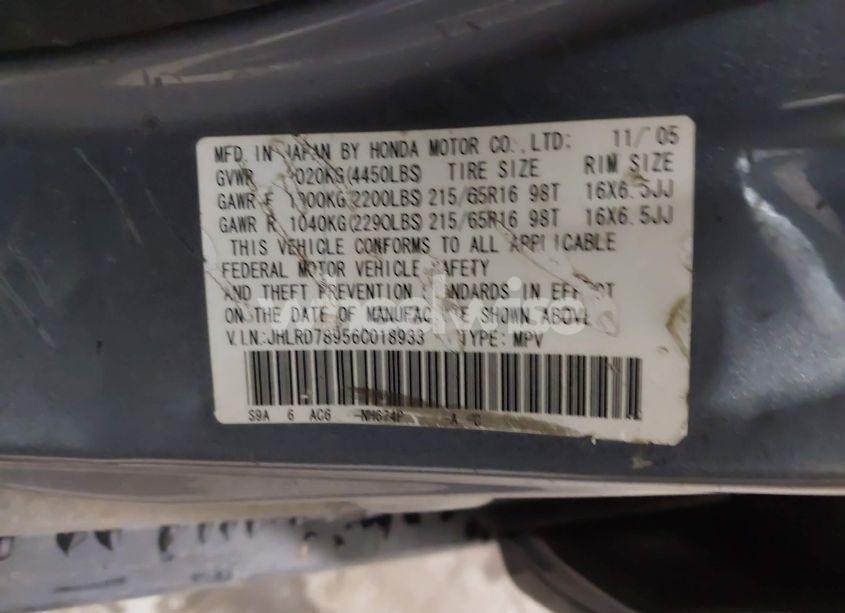 MFD. IN JAPAN BY HONDA MOTOR CO., LTD: 11/'05
GVWR 2020KG(4450LBS) TIRE SIZE RIM SIZE
GAWR F 1000KG(2200LBS) 215/65R16 98T 16X6.5JJ
GAWR R 1040KG(2290LBS) 215/65R16 98T 16X6.5JJ
THIS VEHICLE CONFORMS TO ALL APPLICABLE
FEDERAL MOTOR VEHICLE SAFETY
AND THEFT PREVENTION STANDARDS IN EFFECT
ON THE DATE OF MANUFACTURE SHOWN ABOVE
V.I.N:JHLRD78956C018933 TYPE: MPV
S9A 6 AC6 -NH674P A C